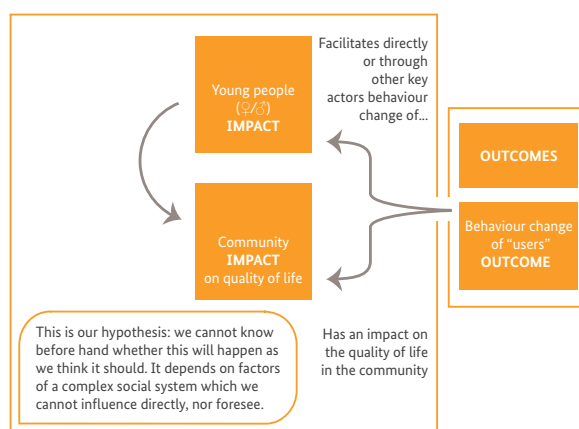 Facilitates directly
or through
other key
actors behaviour
change of...
Young people
(♀/♂)
IMPACT
OUTCOMES
Behaviour change
of “users”
OUTCOME
Community
IMPACT
on quality of life
This is our hypothesis: we cannot know
before hand whether this will happen as
we think it should. It depends on factors
of a complex social system which we
cannot influence directly, nor foresee.
Has an impact on
the quality of life
in the community